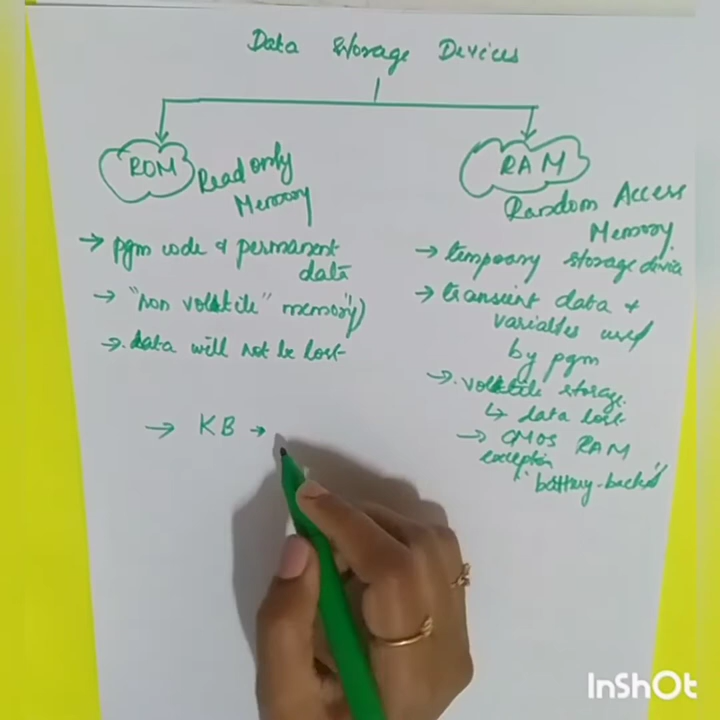 Data Storage Devices
ROM
Read only
Memory
→ pgm code & permanent
data
→ "non volatile" memory
→ data will not be lost
→ KB →
RAM
Random Access
Memory
→ temporary storage device
→ transient data &
variables used
by pgm
→ volatile storage
↳ data lost
→ CMOS RAM
exception
"battery-backed"
InShOt